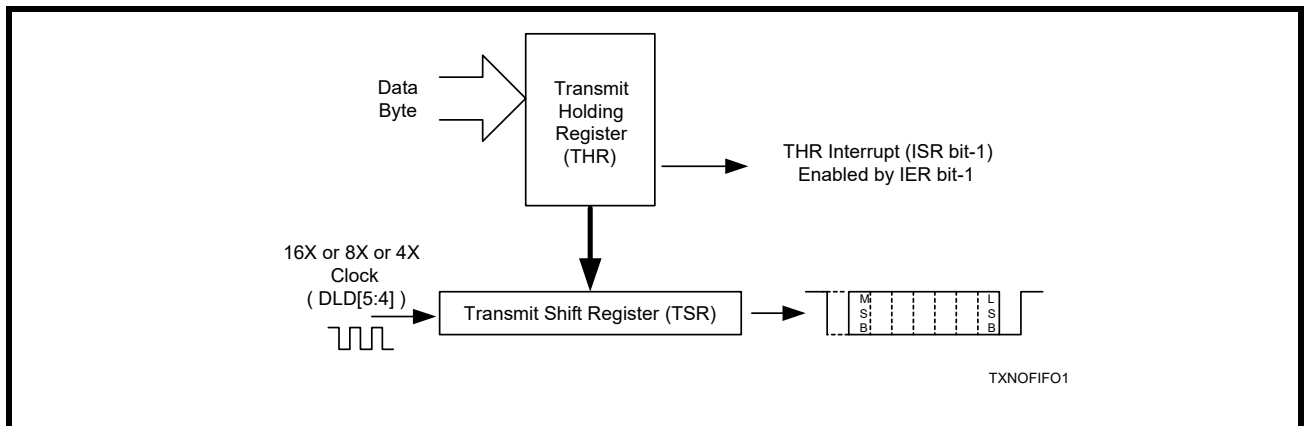 Data
Byte
Transmit
Holding
Register
(THR)
THR Interrupt (ISR bit-1)
Enabled by IER bit-1
16X or 8X or 4X
Clock
( DLD[5:4] )
Transmit Shift Register (TSR)
M
S
B
L
S
B
TXNOFIFO1